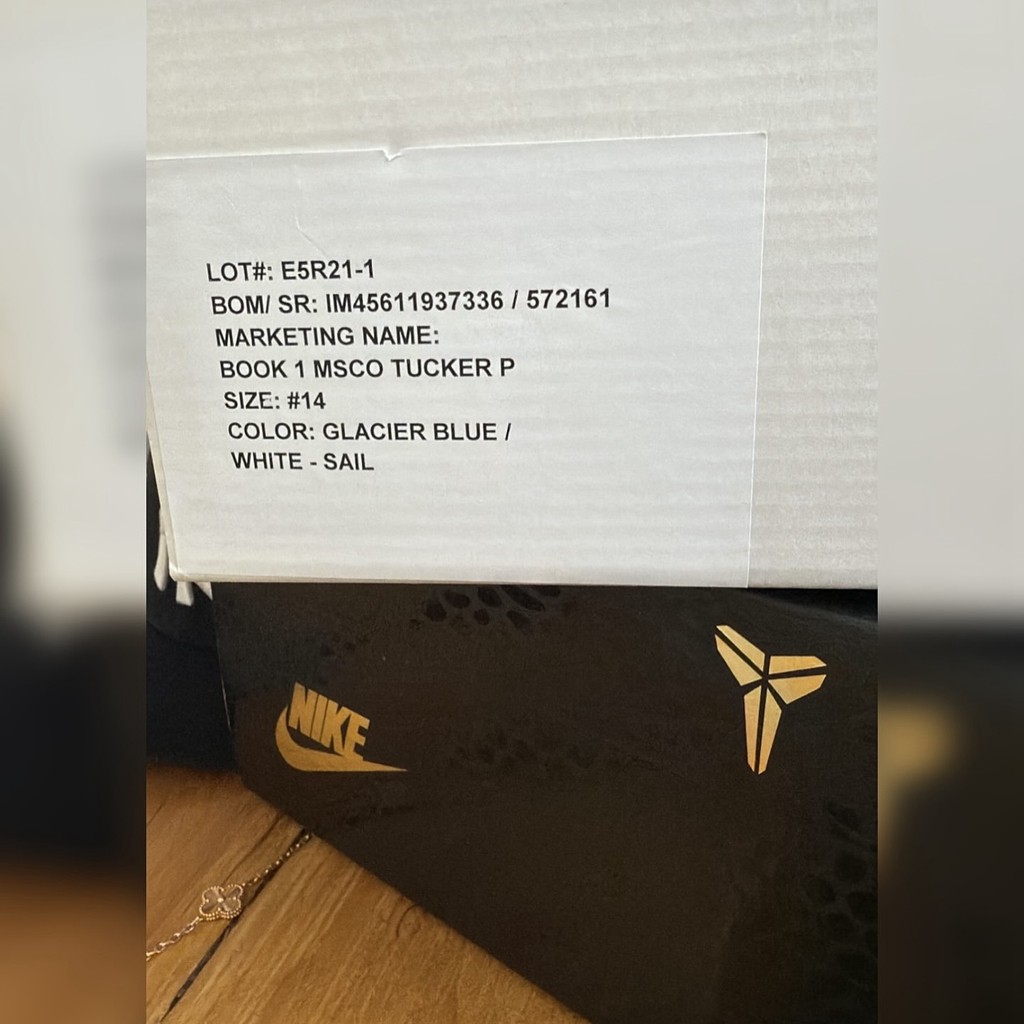 LOT#: E5R21-1
BOM/ SR: IM45611937336 / 572161
MARKETING NAME:
BOOK 1 MSCO TUCKER P
SIZE: #14
COLOR: GLACIER BLUE /
WHITE - SAIL
NIKE